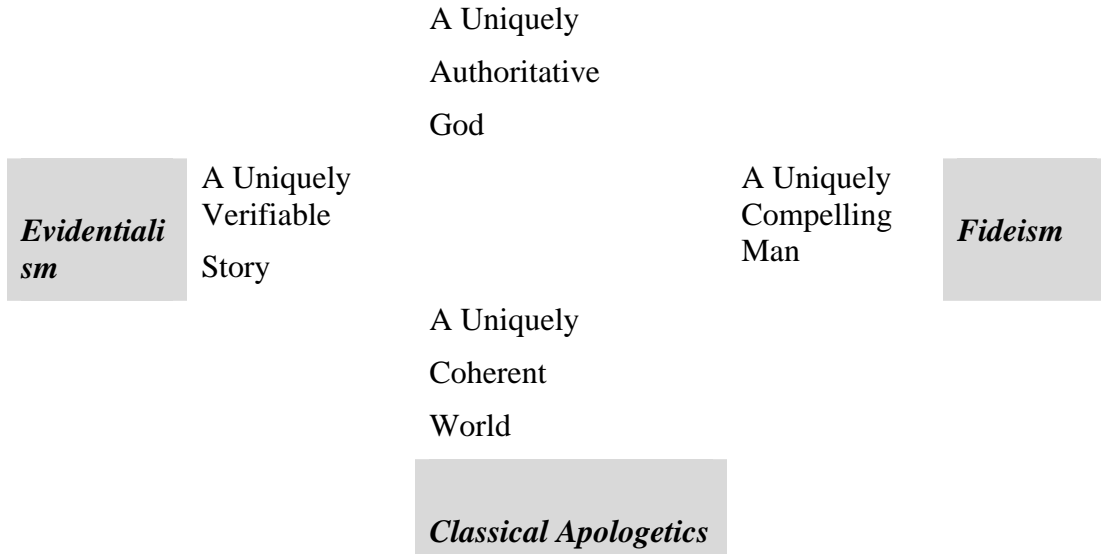 A Uniquely
Authoritative
God
Evidentiali
sm
A Uniquely
Verifiable
Story
A Uniquely
Compelling
Man
Fideism
A Uniquely
Coherent
World
Classical Apologetics